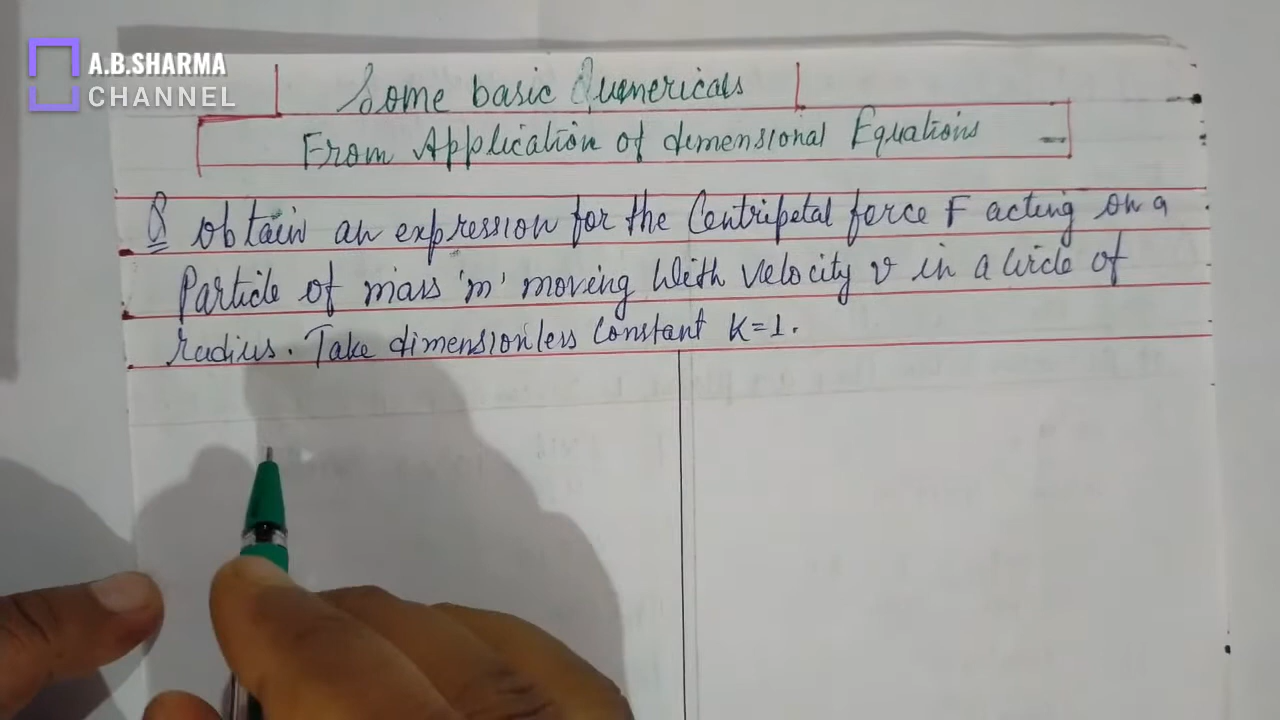 A.B.SHARMA
CHANNEL
Some basic Numericals
From Application of dimensional Equations
Q obtain an expression for the Centripetal force F acting on a
Particle of mass 'm' moving with velocity v in a circle of
radius. Take dimensionless constant K=1.